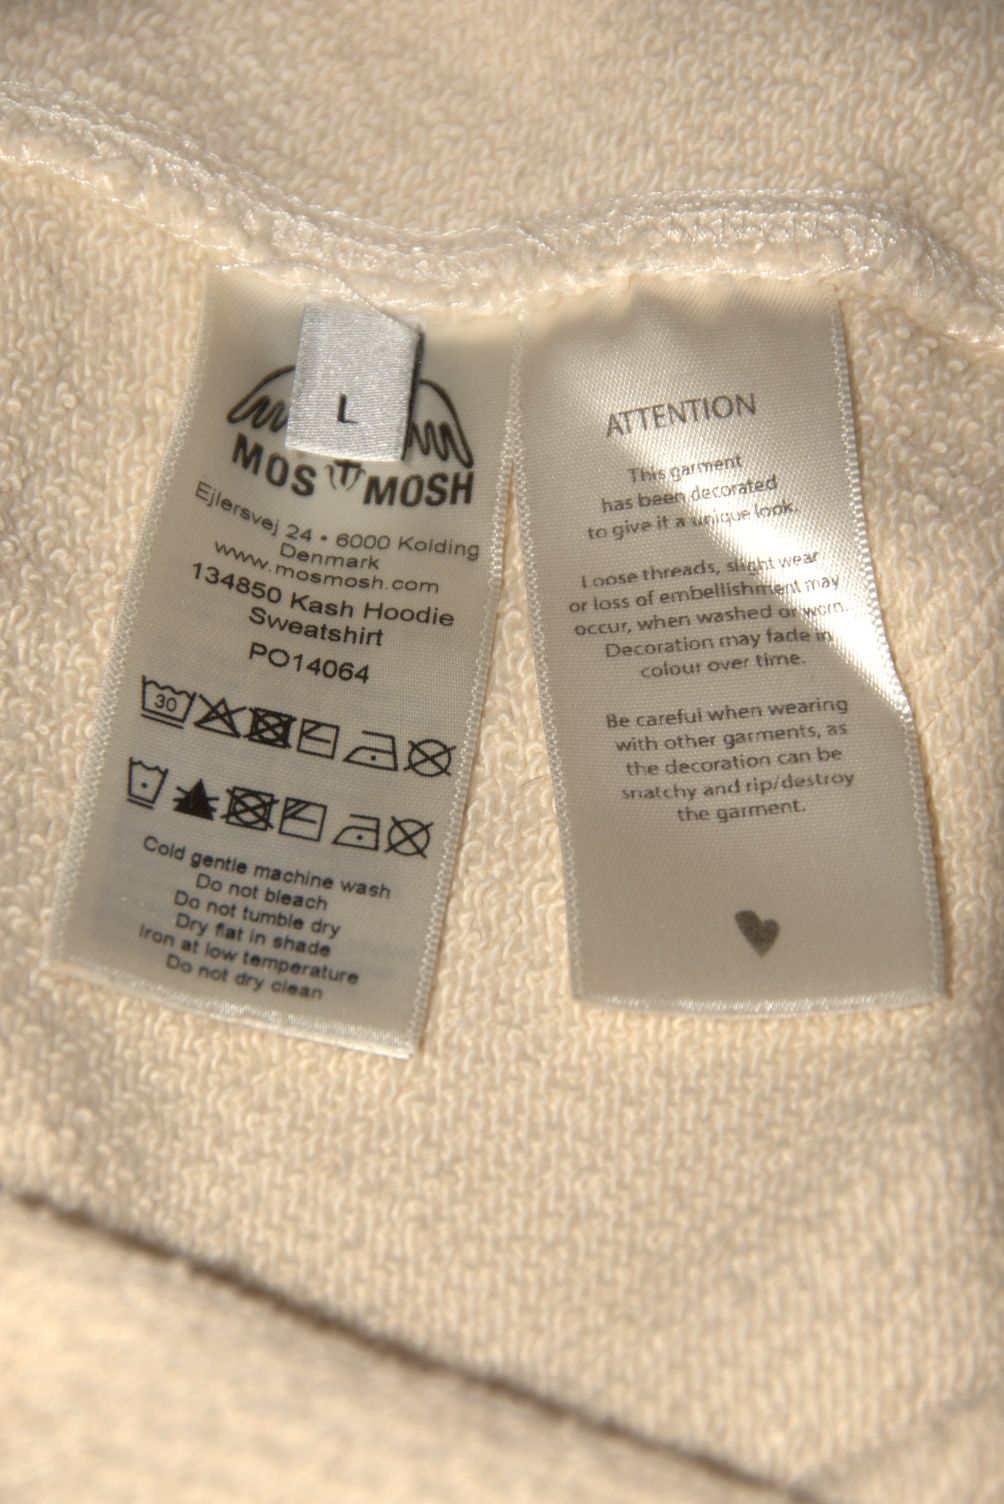 L
MOS MOSH
Ejlersvej 24 • 6000 Kolding
Denmark
www.mosmosh.com
134850 Kash Hoodie
Sweatshirt
PO14064
30
Cold gentle machine wash
Do not bleach
Do not tumble dry
Dry flat in shade
Iron at low temperature
Do not dry clean
ATTENTION
This garment
has been decorated
to give it a unique look.
Loose threads, slight wear
or loss of embellishment may
occur, when washed or worn.
Decoration may fade in
colour over time.
Be careful when wearing
with other garments, as
the decoration can be
snatchy and rip/destroy
the garment.